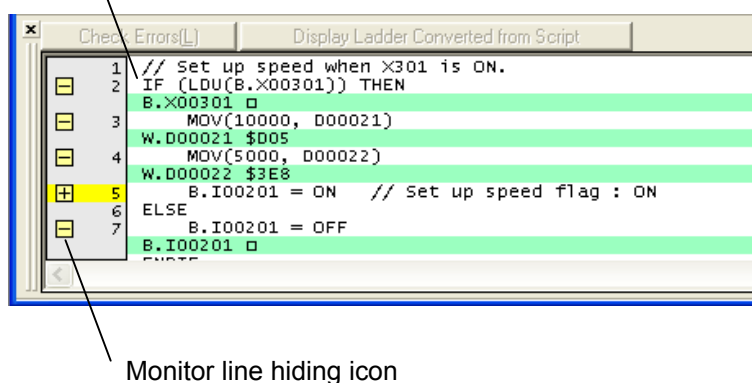 Check Errors(L) Display Ladder Converted from Script
1 // Set up speed when X301 is ON.
2 IF (LDU(B.X00301)) THEN
B.X00301 □
3 MOV(10000, D00021)
W.D00021 $D05
4 MOV(5000, D00022)
W.D00022 $3E8
5 B.I00201 = ON // Set up speed flag : ON
6 ELSE
7 B.I00201 = OFF
B.I00201 □
Monitor line hiding icon